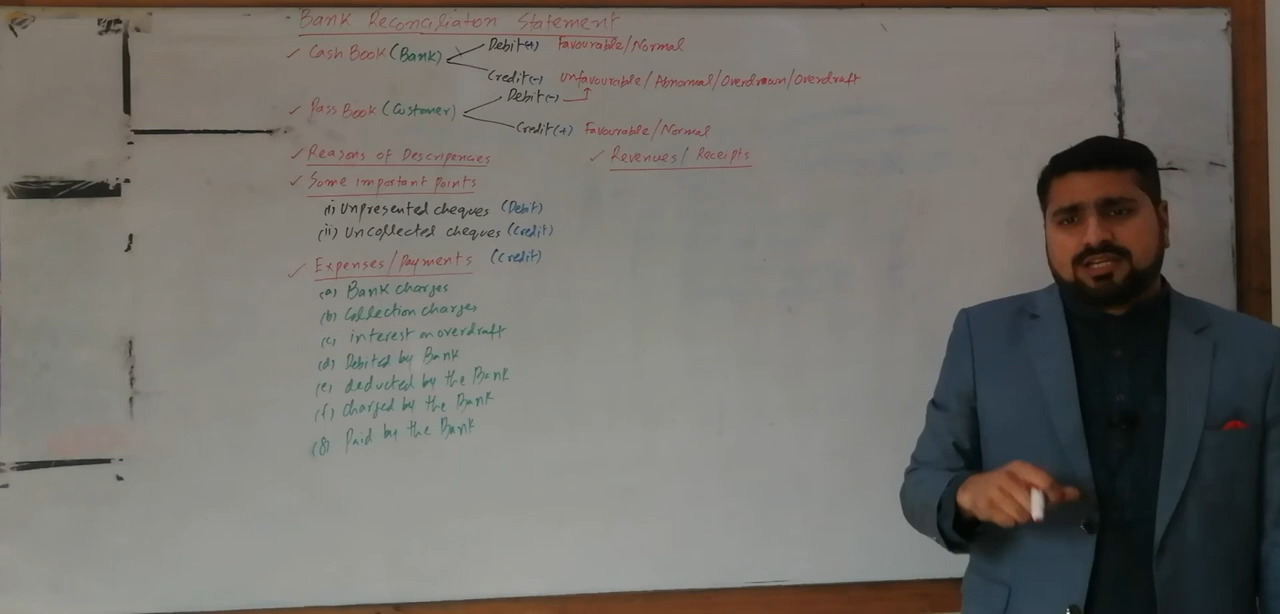 Bank Reconciliaton Statement
✓ Cash Book (Bank)
Debit(+) Favourable/Normal
Credit(-) Unfavourable/Abnormal/Overdrawn/Overdraft
✓ Pass Book (Customer)
Debit(-)
Credit(+) Favourable/Normal
✓ Reasons of Descripencies
✓ Revenues/Receipts
✓ Some important Points
(i) Unpresented cheques (Debit)
(ii) Uncollected cheques (Credit)
✓ Expenses/Payments (Credit)
(a) Bank charges
(b) Collection charges
(c) interest on overdraft
(d) Debited by Bank
(e) deducted by the Bank
(f) charged by the Bank
(g) Paid by the Bank